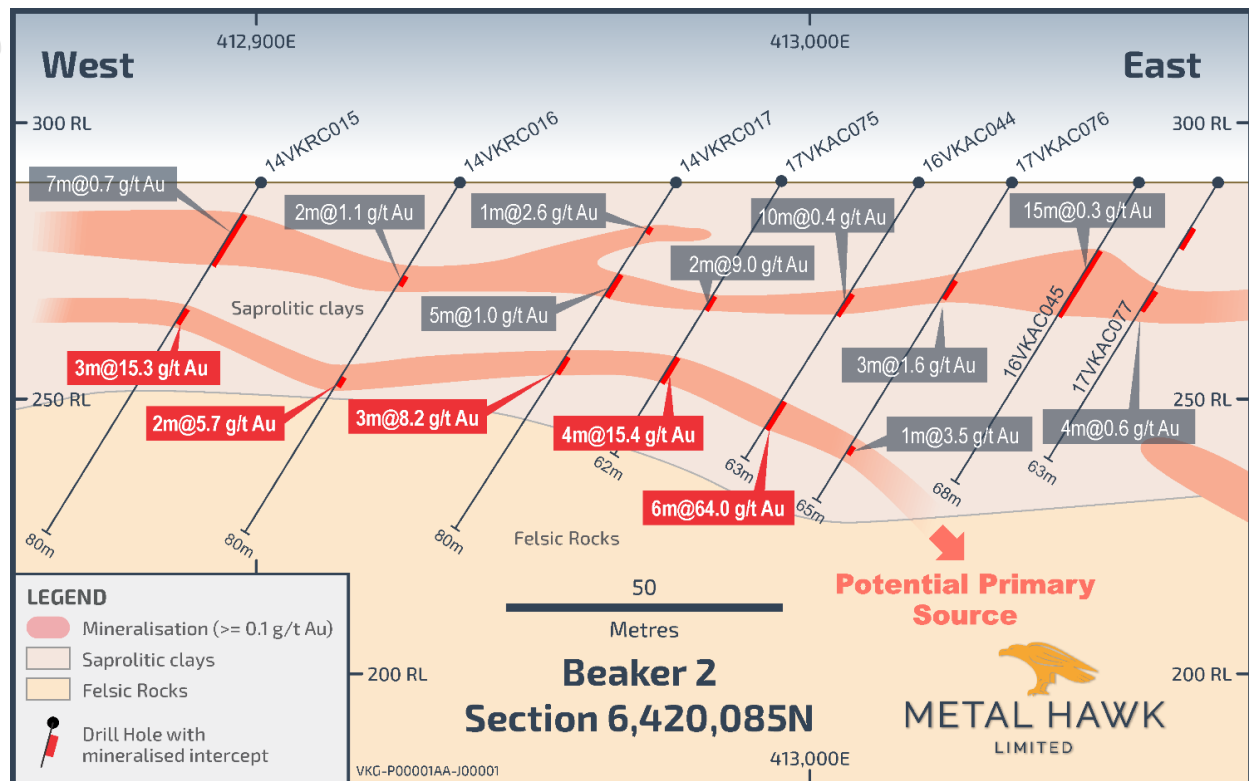 412,900E
413,000E
West
East
300 RL
300 RL
14VKRC015
14VKRC016
14VKRC017
17VKAC075
16VKAC044
17VKAC076
7m@0.7 g/t Au
2m@1.1 g/t Au
1m@2.6 g/t Au
10m@0.4 g/t Au
15m@0.3 g/t Au
2m@9.0 g/t Au
Saprolitic clays
5m@1.0 g/t Au
16VKAC045
17VKAC077
3m@15.3 g/t Au
3m@1.6 g/t Au
250 RL
250 RL
2m@5.7 g/t Au
3m@8.2 g/t Au
4m@15.4 g/t Au
1m@3.5 g/t Au
4m@0.6 g/t Au
62m
63m
65m
68m
63m
6m@64.0 g/t Au
80m
80m
80m
Felsic Rocks
Potential Primary
Source
50
Metres
LEGEND
Mineralisation (>= 0.1 g/t Au)
Saprolitic clays
Felsic Rocks
Drill Hole with
mineralised intercept
200 RL
200 RL
Beaker 2
Section 6,420,085N
METAL HAWK
LIMITED
413,000E
VKG-P00001AA-J00001